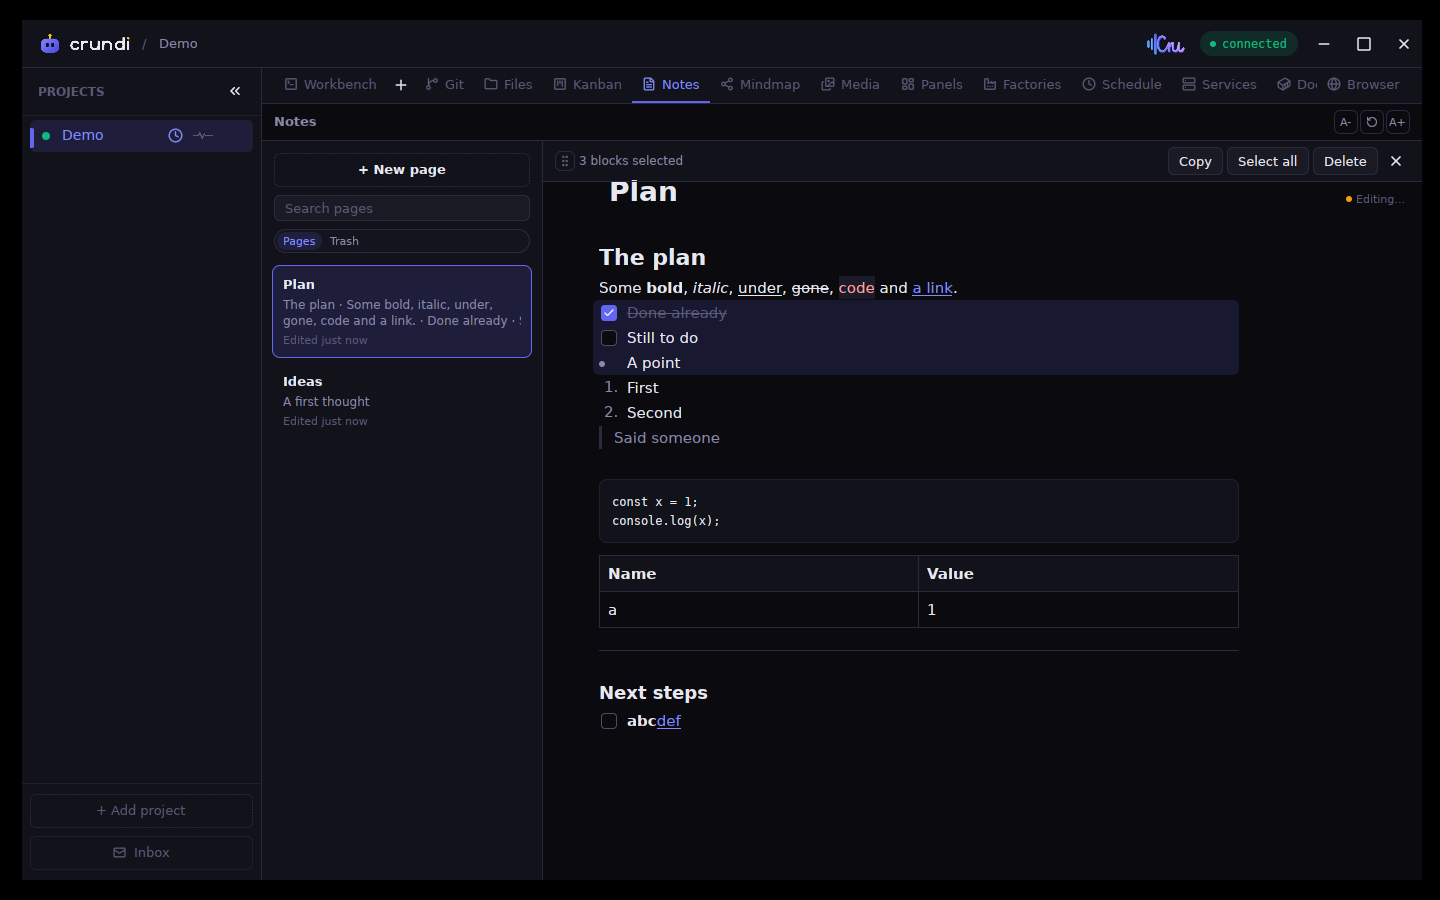 crundi / Demo
Cru
connected
PROJECTS
Demo
+ Add project
Inbox
Workbench + Git Files Kanban Notes Mindmap Media Panels Factories Schedule Services Doc Browser
Notes
A- A+
+ New page
Search pages
Pages Trash
Plan
The plan · Some bold, italic, under,
gone, code and a link. · Done already ·
Edited just now
Ideas
A first thought
Edited just now
3 blocks selected
Copy Select all Delete
Plan
Editing...
The plan
Some bold, italic, under, gone, code and a link.
Done already
Still to do
A point
1. First
2. Second
Said someone
const x = 1;
console.log(x);
Name Value
a 1
Next steps
abcdef